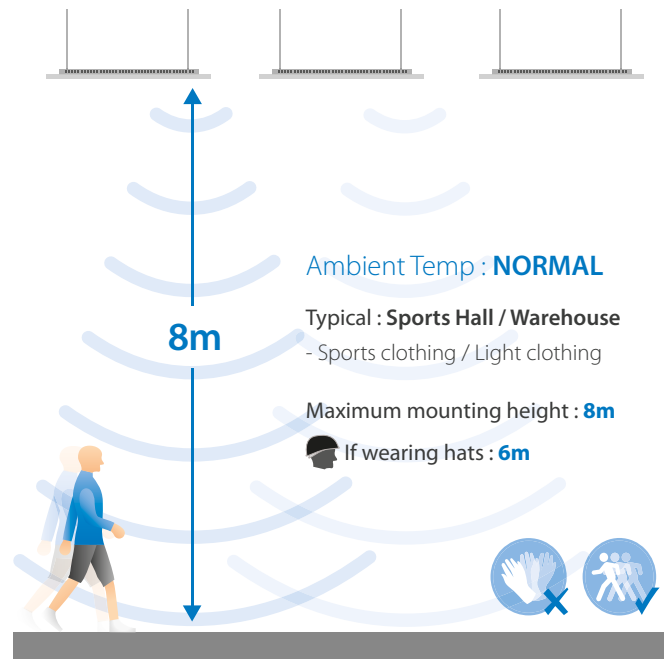 8m
Ambient Temp : NORMAL
Typical : Sports Hall / Warehouse
- Sports clothing / Light clothing
Maximum mounting height : 8m
If wearing hats : 6m